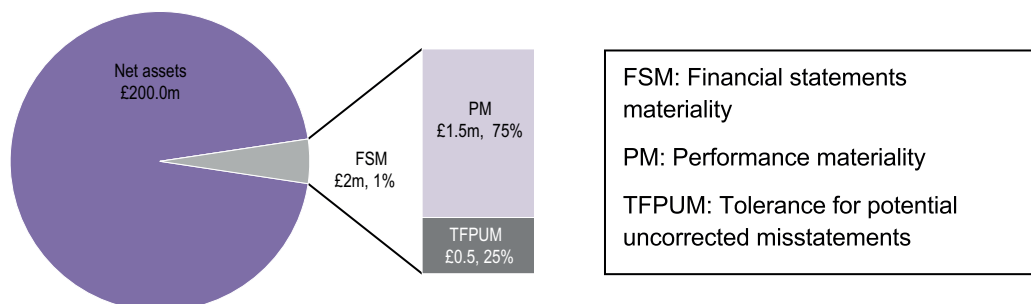 Net assets
£200.0m
FSM
£2m, 1%
PM
£1.5m, 75%
TFPUM
£0.5, 25%
FSM: Financial statements
materiality
PM: Performance materiality
TFPUM: Tolerance for potential
uncorrected misstatements